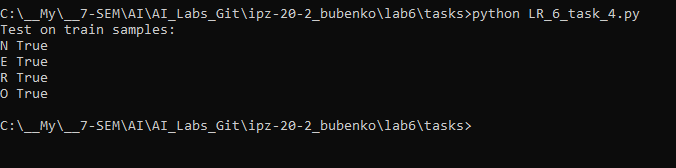 C:\__My\__7-SEM\AI\AI_Labs_Git\ipz-20-2_bubenko\lab6\tasks>python LR_6_task_4.py
Test on train samples:
N True
E True
R True
O True
C:\__My\__7-SEM\AI\AI_Labs_Git\ipz-20-2_bubenko\lab6\tasks>